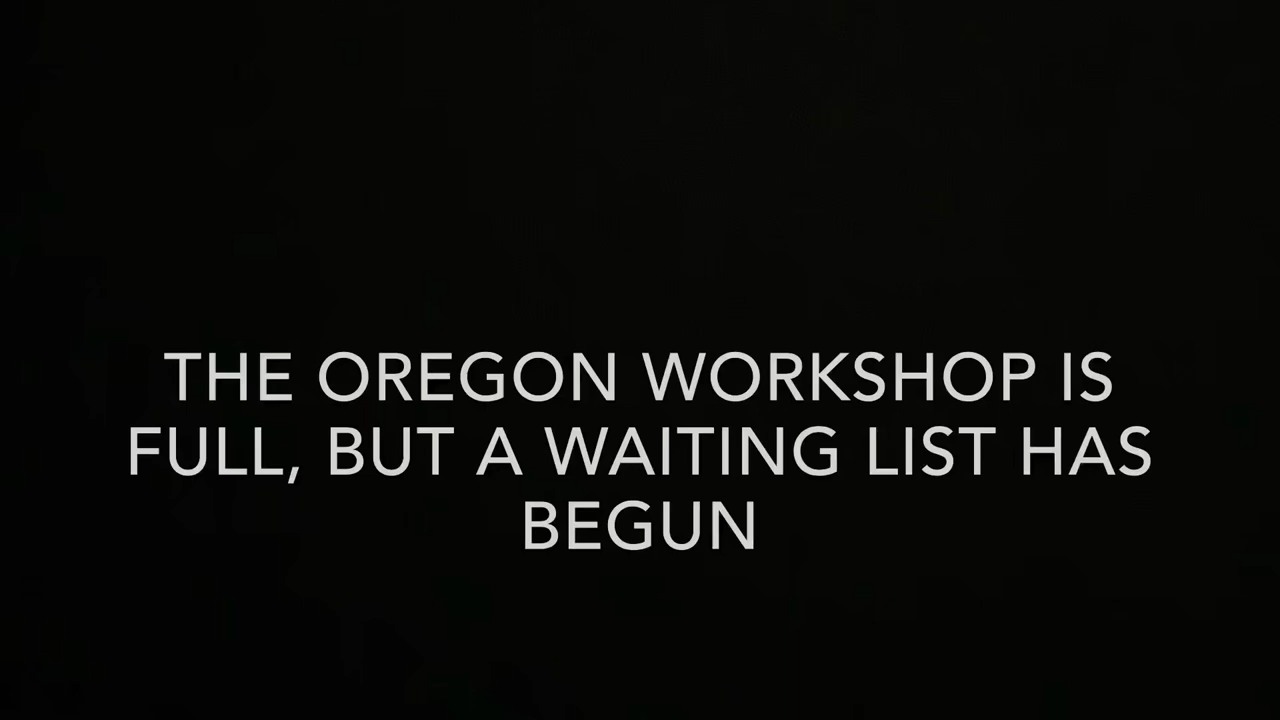 THE OREGON WORKSHOP IS
FULL, BUT A WAITING LIST HAS
BEGUN